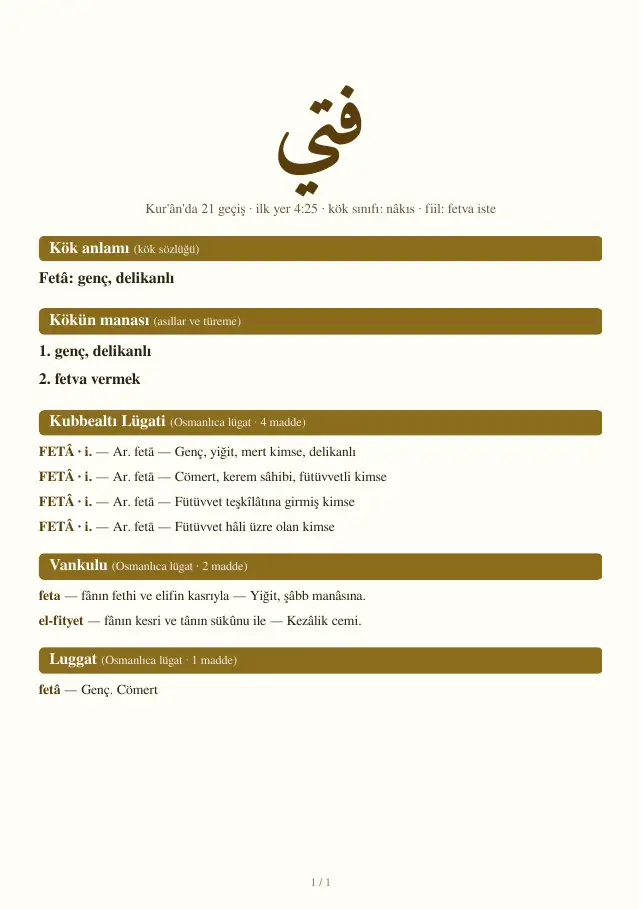 فتي
Kur'ân'da 21 geçiş · ilk yer 4:25 · kök sınıfı: nâkıs · fiil: fetva iste
Kök anlamı (kök sözlüğü)
Fetâ: genç, delikanlı
Kökün manası (asıllar ve türeme)
1. genç, delikanlı
2. fetva vermek
Kubbealtı Lügati (Osmanlıca lügat · 4 madde)
FETÂ · i. — Ar. fetā — Genç, yiğit, mert kimse, delikanlı
FETÂ · i. — Ar. fetā — Cömert, kerem sâhibi, fütüvvetli kimse
FETÂ · i. — Ar. fetā — Fütüvvet teşkîlâtına girmiş kimse
FETÂ · i. — Ar. fetā — Fütüvvet hâli üzre olan kimse
Vankulu (Osmanlıca lügat · 2 madde)
feta — fânın fethi ve elifin kasrıyla — Yiğit, şâbb manâsına.
el-fityet — fânın kesri ve tânın sükûnu ile — Kezâlik cemi.
Luggat (Osmanlıca lügat · 1 madde)
fetâ — Genç. Cömert
1 / 1